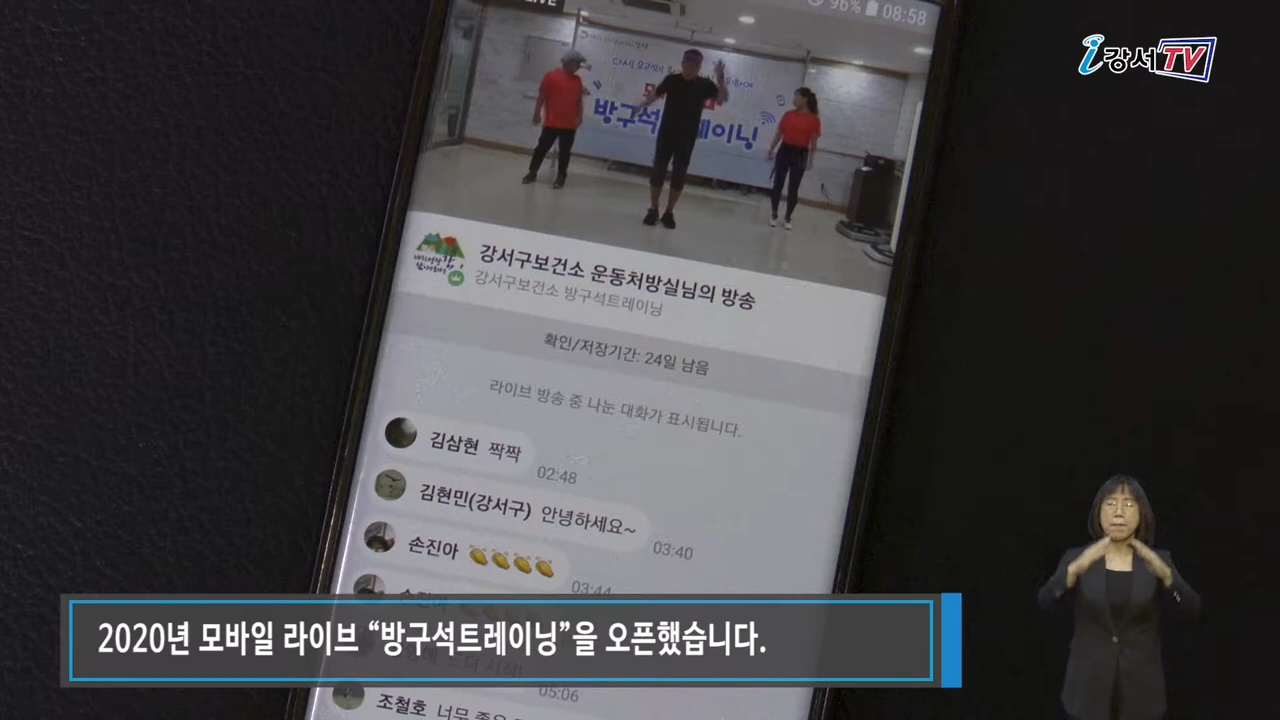 96% 08:58
i강서TV
방구석 레이닝
강서구보건소 운동처방실님의 방송
강서구보건소 방구석트레이닝
확인/저장기간: 24일 남음
라이브 방송 중 나눈 대화가 표시됩니다.
김삼현 짝짝
02:48
김현민(강서구) 안녕하세요~
03:40
손진아
03:44
2020년 모바일 라이브 “방구석트레이닝”을 오픈했습니다.
05:06
조철호 너무